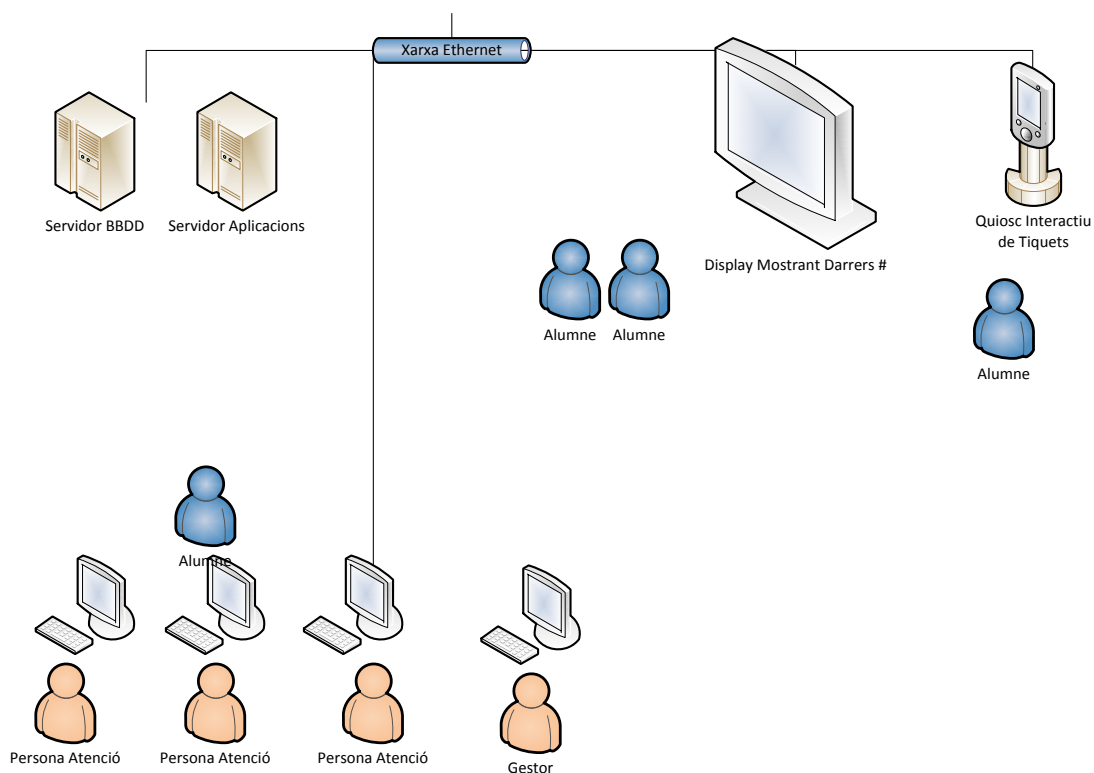 Xarxa Ethernet
Servidor BBDD
Servidor Aplicacions
Display Mostrant Darrers #
Quiosc Interactiu
de Tiquets
Alumne
Alumne
Alumne
Alumne
Persona Atenció
Persona Atenció
Persona Atenció
Gestor